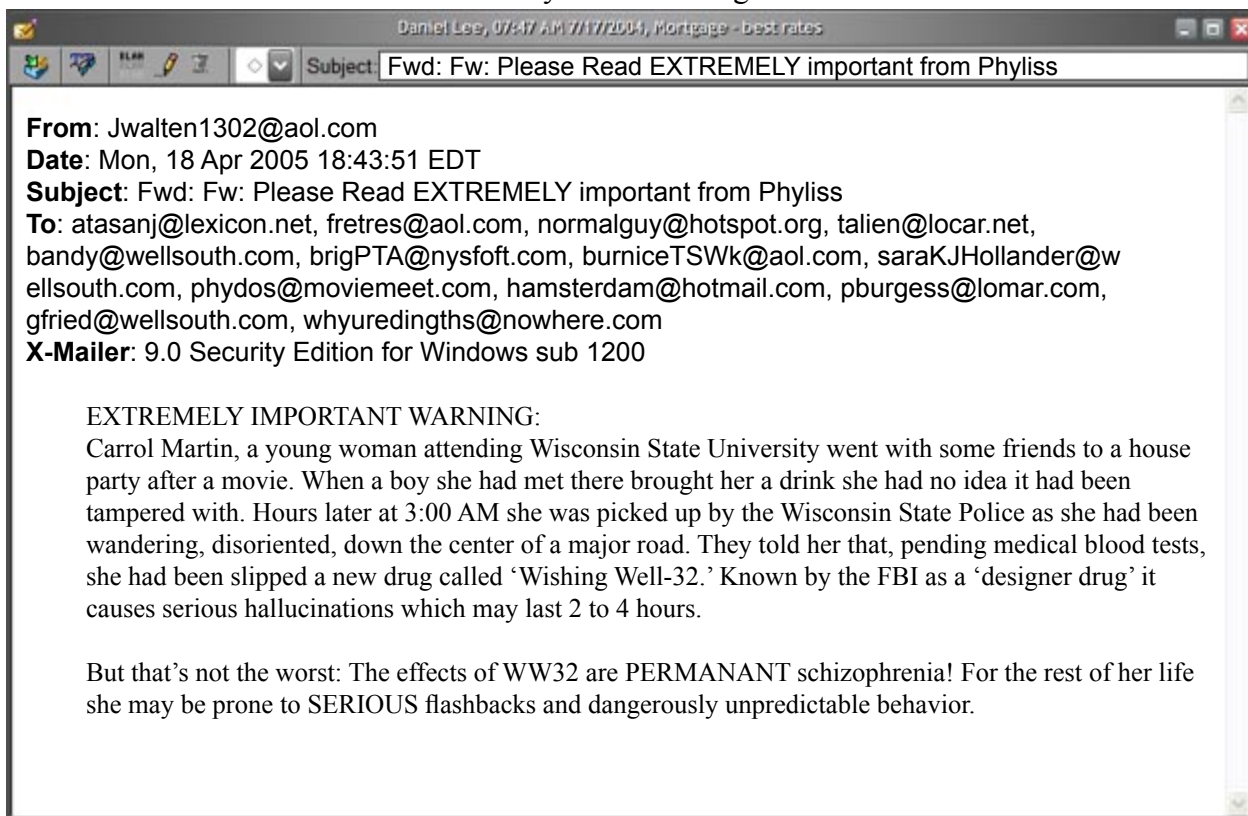 Daniel Lee, 07:47 AM 7/17/2004, Mortgage - best rates
Subject: Fwd: Fw: Please Read EXTREMELY important from Phyliss
From: Jwalten1302@aol.com
Date: Mon, 18 Apr 2005 18:43:51 EDT
Subject: Fwd: Fw: Please Read EXTREMELY important from Phyliss
To: atasanj@lexicon.net, fretres@aol.com, normalguy@hotspot.org, talien@locar.net,
bandy@wellsouth.com, brigPTA@nysfoft.com, burniceTSWk@aol.com, saraKJHollander@w
ellsouth.com, phydos@moviemeet.com, hamsterdam@hotmail.com, pburgess@lomar.com,
gfried@wellsouth.com, whyuredingths@nowhere.com
X-Mailer: 9.0 Security Edition for Windows sub 1200
EXTREMELY IMPORTANT WARNING:
Carrol Martin, a young woman attending Wisconsin State University went with some friends to a house
party after a movie. When a boy she had met there brought her a drink she had no idea it had been
tampered with. Hours later at 3:00 AM she was picked up by the Wisconsin State Police as she had been
wandering, disoriented, down the center of a major road. They told her that, pending medical blood tests,
she had been slipped a new drug called ‘Wishing Well-32.’ Known by the FBI as a ‘designer drug’ it
causes serious hallucinations which may last 2 to 4 hours.
But that’s not the worst: The effects of WW32 are PERMANANT schizophrenia! For the rest of her life
she may be prone to SERIOUS flashbacks and dangerously unpredictable behavior.